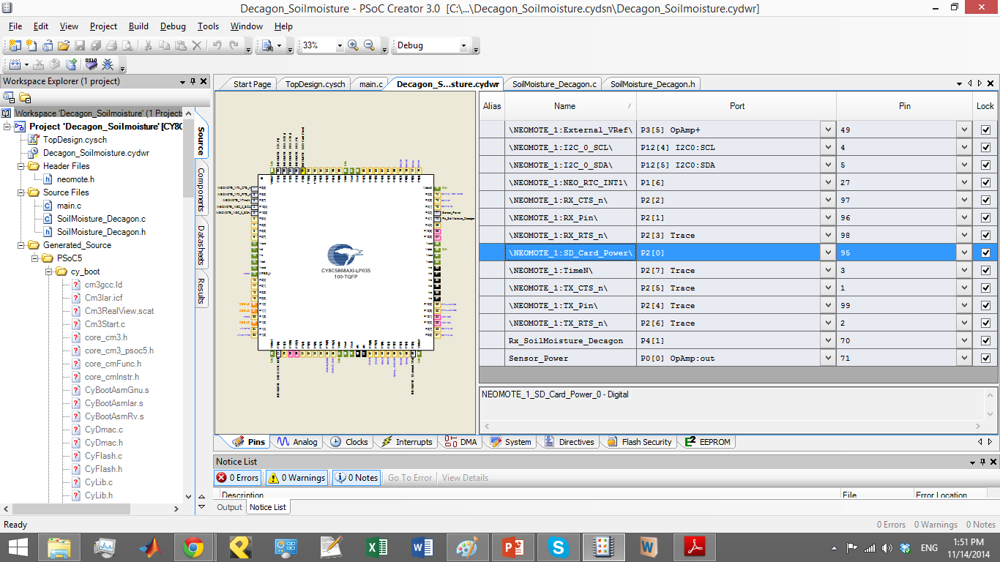 Decagon_Soilmoisture - PSoC Creator 3.0 [C:\...\Decagon_Soilmoisture.cydsn\Decagon_Soilmoisture.cydwr]
File Edit View Project Build Debug Tools Window Help
33% Debug
Workspace Explorer (1 project)
Workspace 'Decagon_Soilmoisture' (1 Projects
Project 'Decagon_Soilmoisture' [CY8C
TopDesign.cysch
Decagon_Soilmoisture.cydwr
Header Files
neomote.h
Source Files
main.c
SoilMoisture_Decagon.c
SoilMoisture_Decagon.h
Generated_Source
PSoC5
cy_boot
cm3gcc.ld
Cm3Iar.icf
Cm3RealView.scat
Cm3Start.c
core_cm3.h
core_cm3_psoc5.h
core_cmFunc.h
core_cmInstr.h
CyBootAsmGnu.s
CyBootAsmIar.s
CyBootAsmRv.s
CyDmac.c
CyDmac.h
CyFlash.c
CyFlash.h
CyLib.c
CyLib.h
Source
Components
Datasheets
Results
Start Page TopDesign.cysch main.c Decagon_S...sture.cydwr SoilMoisture_Decagon.c SoilMoisture_Decagon.h
CY8C5868AXI-LP035
100-TQFP
Sensor_Power
Alias Name Port Pin Lock
\NEOMOTE_1:External_VRef\ P3[5] OpAmp+ 49
\NEOMOTE_1:I2C_0_SCL\ P12[4] I2C0:SCL 4
\NEOMOTE_1:I2C_0_SDA\ P12[5] I2C0:SDA 5
\NEOMOTE_1:NEO_RTC_INT1\ P1[6] 27
\NEOMOTE_1:RX_CTS_n\ P2[2] 97
\NEOMOTE_1:RX_Pin\ P2[1] 96
\NEOMOTE_1:RX_RTS_n\ P2[3] Trace 98
\NEOMOTE_1:SD_Card_Power\ P2[0] 95
\NEOMOTE_1:TimeN\ P2[7] Trace 3
\NEOMOTE_1:TX_CTS_n\ P2[5] Trace 1
\NEOMOTE_1:TX_Pin\ P2[4] Trace 99
\NEOMOTE_1:TX_RTS_n\ P2[6] Trace 2
Rx_SoilMoisture_Decagon P4[1] 70
Sensor_Power P0[0] OpAmp:out 71
NEOMOTE_1_SD_Card_Power_0 - Digital
Pins Analog Clocks Interrupts DMA System Directives Flash Security EEPROM
Notice List
0 Errors 0 Warnings 0 Notes Go To Error View Details
Description File Error Location
Output Notice List
Ready 0 Errors 0 Warnings 0 Notes
ENG 1:51 PM
11/14/2014